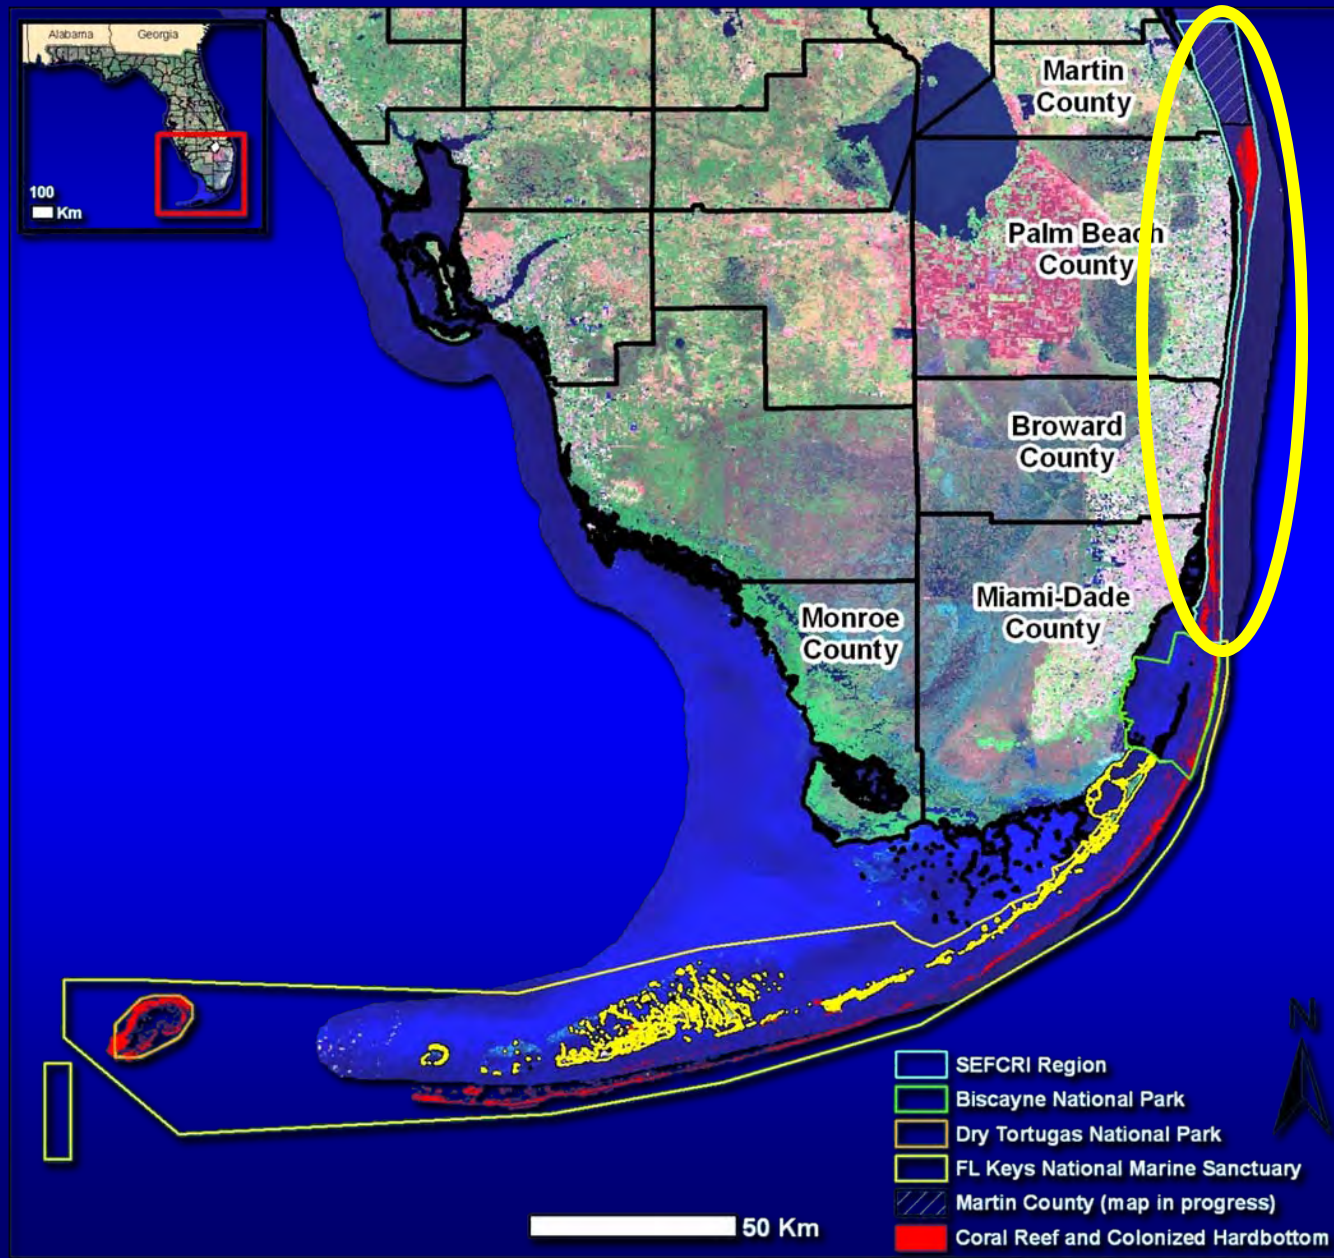 Alabama
Georgia
100
Km
Martin
County
Palm Beach
County
Broward
County
Miami-Dade
County
Monroe
County
N
SEFCRI Region
Biscayne National Park
Dry Tortugas National Park
FL Keys National Marine Sanctuary
Martin County (map in progress)
50 Km
Coral Reef and Colonized Hardbottom